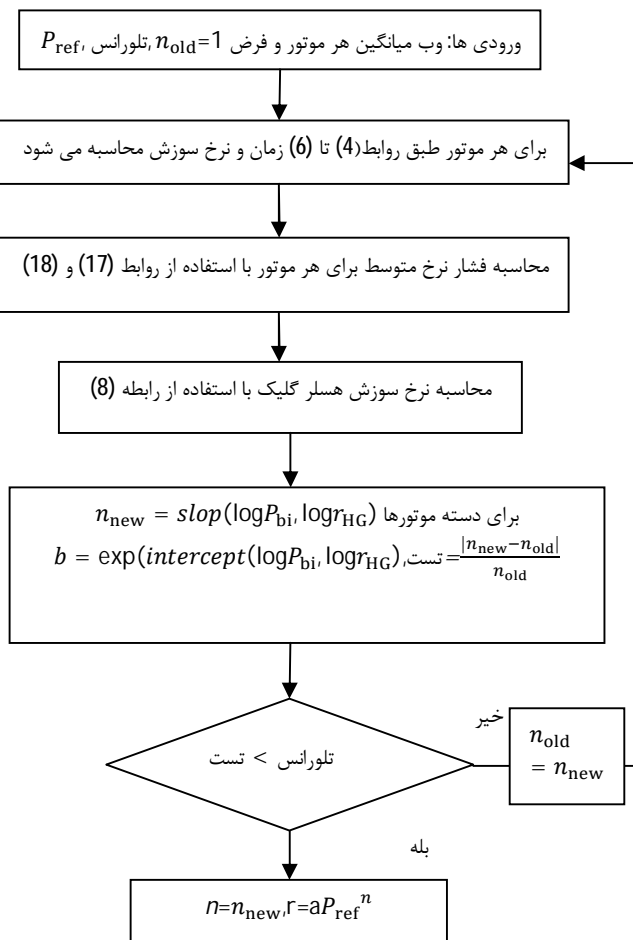 ورودی ها: وب میانگین هر موتور و فرض n_old=1،تلورانس ،P_ref
برای هر موتور طبق روابط(4) تا (6) زمان و نرخ سوزش محاسبه می شود
محاسبه فشار نرخ متوسط برای هر موتور با استفاده از روابط (17) و (18)
محاسبه نرخ سوزش هسلر گلیک با استفاده از رابطه (8)
برای دسته موتورها n_new = slop(logP_bi, logr_HG)
b = exp(intercept(logP_bi, logr_HG),تست=|n_new−n_old|/n_old
تلورانس > تست
خیر
n_old
= n_new
بله
n=n_new,r=aP_ref^n